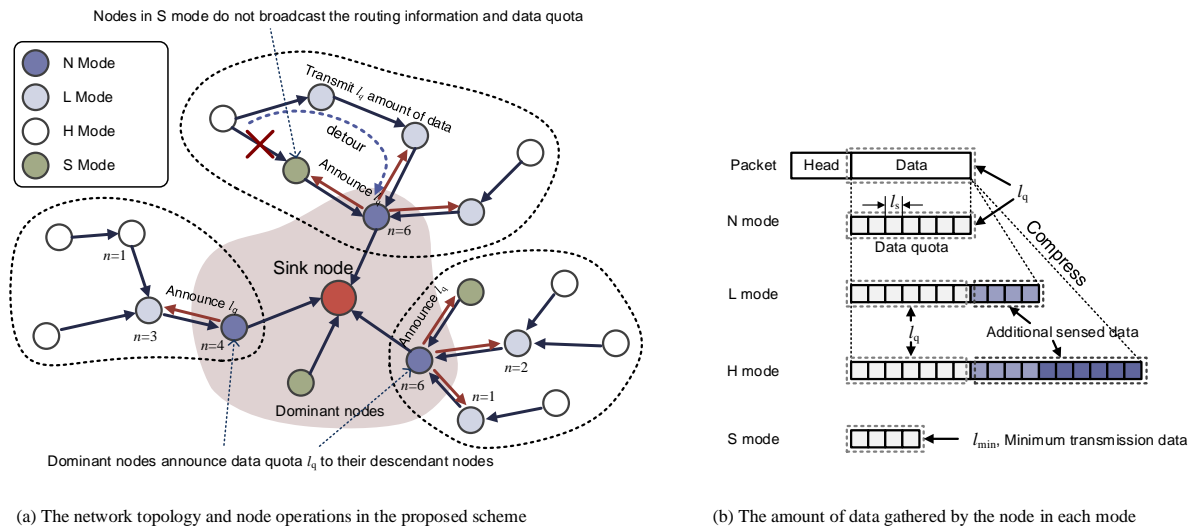 Nodes in S mode do not broadcast the routing information and data quota
N Mode
L Mode
H Mode
S Mode
Transmit lq amount of data
detour
Announce lq
n=6
n=1
Announce lq
n=3
n=4
Sink node
Announce lq
n=2
n=6
n=1
Dominant nodes
Dominant nodes announce data quota lq to their descendant nodes
(a) The network topology and node operations in the proposed scheme
Packet
Head
Data
lq
N mode
ls
Data quota
Compress
L mode
lq
Additional sensed data
H mode
S mode
lmin, Minimum transmission data
(b) The amount of data gathered by the node in each mode